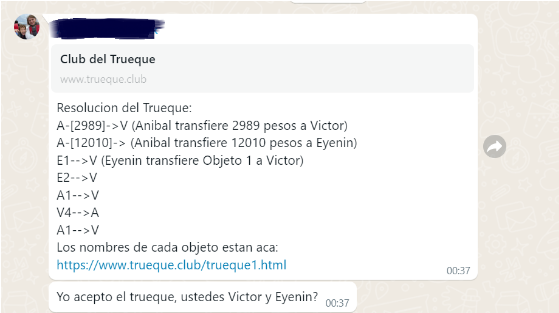 Club del Trueque
www.trueque.club
Resolucion del Trueque:
A-[2989]->V (Anibal transfiere 2989 pesos a Victor)
A-[12010]-> (Anibal transfiere 12010 pesos a Eyenin)
E1-->V (Eyenin transfiere Objeto 1 a Victor)
E2-->V
A1-->V
V4-->A
A1-->V
Los nombres de cada objeto estan aca:
https://www.trueque.club/trueque1.html
00:37
Yo acepto el trueque, ustedes Victor y Eyenin? 00:37